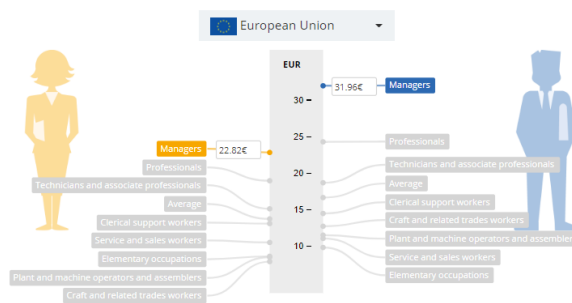 European Union
EUR
31.96€
Managers
30
25
Managers
22.82€
Professionals
Professionals
Technicians and associate professionals
20
Technicians and associate professionals
Average
Average
Clerical support workers
15
Clerical support workers
Craft and related trades workers
Service and sales workers
10
Plant and machine operators and assemblers
Elementary occupations
Service and sales workers
Plant and machine operators and assemblers
Elementary occupations
Craft and related trades workers